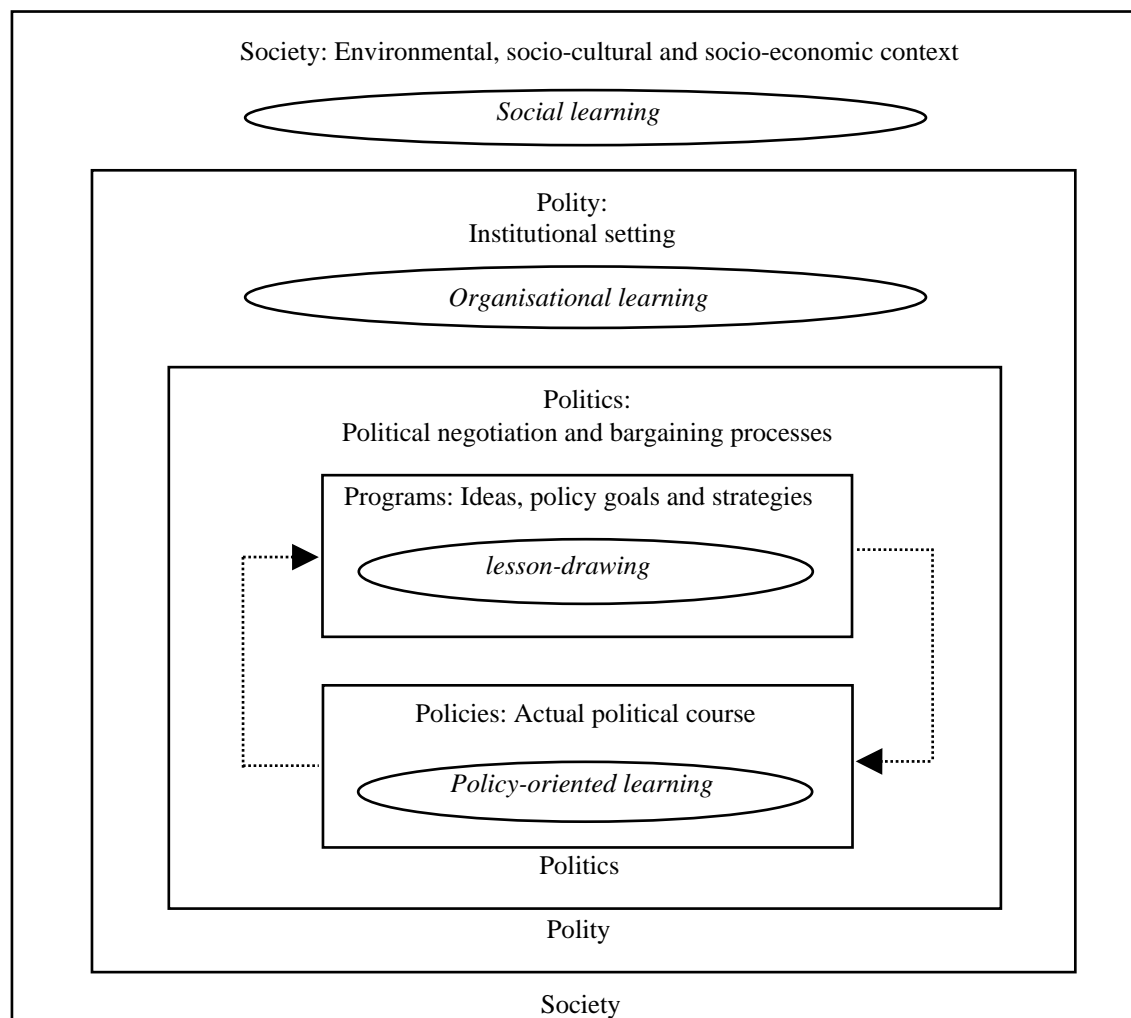 Society: Environmental, socio-cultural and socio-economic context
Social learning
Polity:
Institutional setting
Organisational learning
Politics:
Political negotiation and bargaining processes
Programs: Ideas, policy goals and strategies
lesson-drawing
Policies: Actual political course
Policy-oriented learning
Politics
Polity
Society